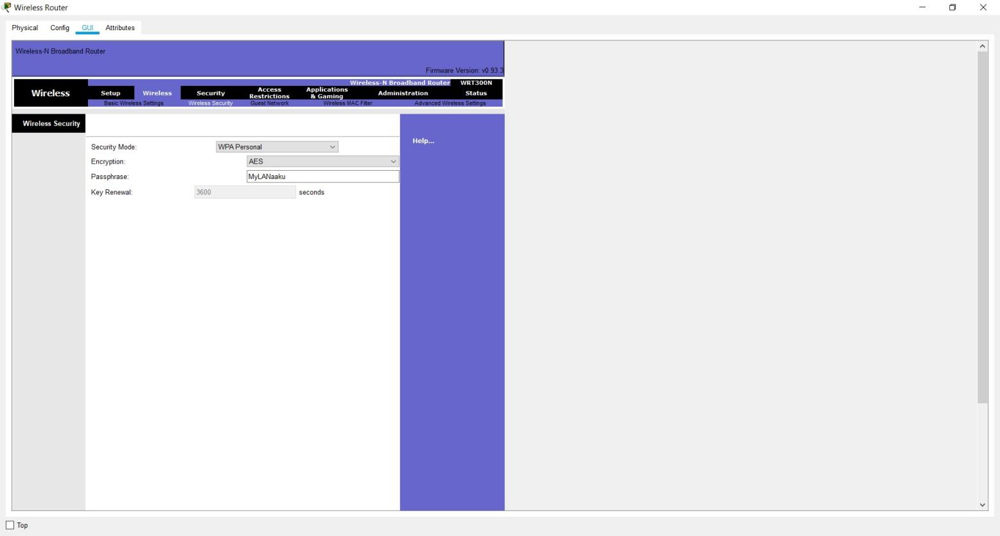 Wireless Router
Physical Config GUI Attributes
Wireless-N Broadband Router
Firmware Version: v0.93.3
Wireless-N Broadband Router WRT300N
Wireless
Setup Wireless Security Access Restrictions Applications & Gaming Administration Status
Basic Wireless Settings Wireless Security Guest Network Wireless MAC Filter Advanced Wireless Settings
Wireless Security
Help...
Security Mode: WPA Personal
Encryption: AES
Passphrase: MyLANaaku
Key Renewal: 3600 seconds
Top